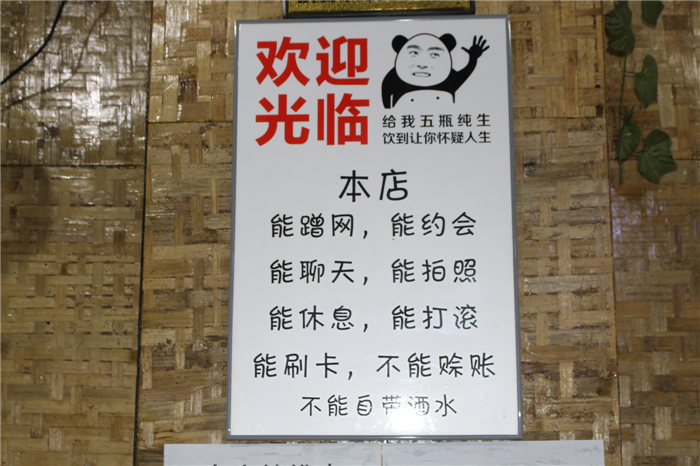 欢迎
光临
给我五瓶纯生
饮到让你怀疑人生
本店
能蹭网，能约会
能聊天，能拍照
能休息，能打滚
能刷卡，不能赊账
不能自带酒水